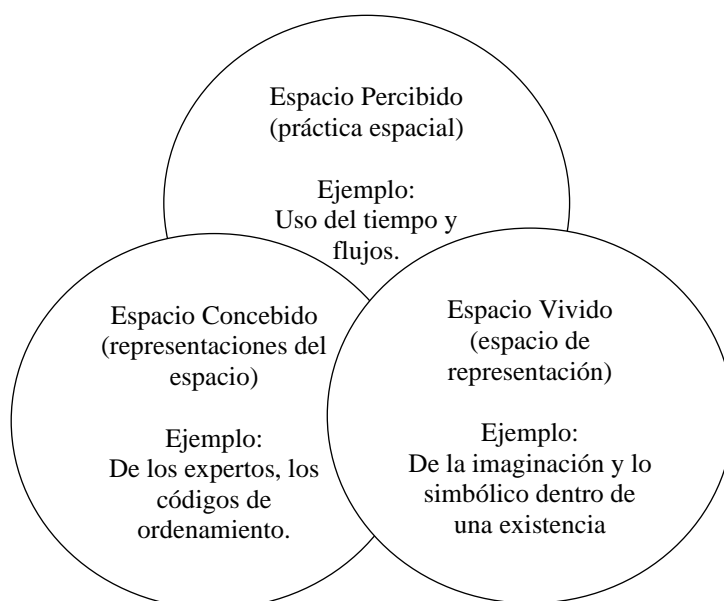 Espacio Percibido
(práctica espacial)
Ejemplo:
Uso del tiempo y
flujos.
Espacio Concebido
(representaciones del
espacio)
Ejemplo:
De los expertos, los
códigos de
ordenamiento.
Espacio Vivido
(espacio de
representación)
Ejemplo:
De la imaginación y lo
simbólico dentro de
una existencia